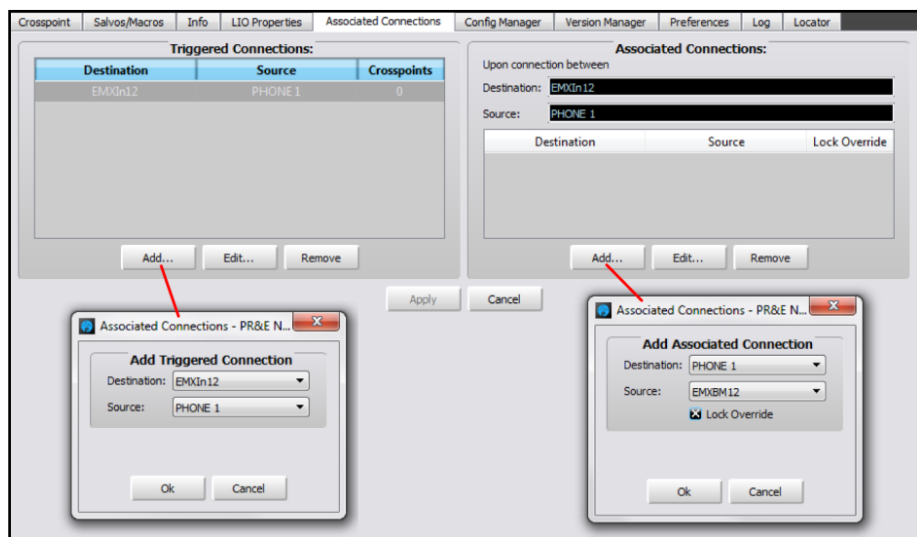 Crosspoint Salvos/Macros Info LIO Properties Associated Connections Config Manager Version Manager Preferences Log Locator
Triggered Connections:
Destination Source Crosspoints
EMXIn12 PHONE 1 0
Add... Edit... Remove
Associated Connections:
Upon connection between
Destination: EMXIn12
Source: PHONE 1
Destination Source Lock Override
Add... Edit... Remove
Apply Cancel
Associated Connections - PR&E N...
Add Triggered Connection
Destination: EMXIn12
Source: PHONE 1
Ok Cancel
Associated Connections - PR&E N...
Add Associated Connection
Destination: PHONE 1
Source: EMXBM12
Lock Override
Ok Cancel